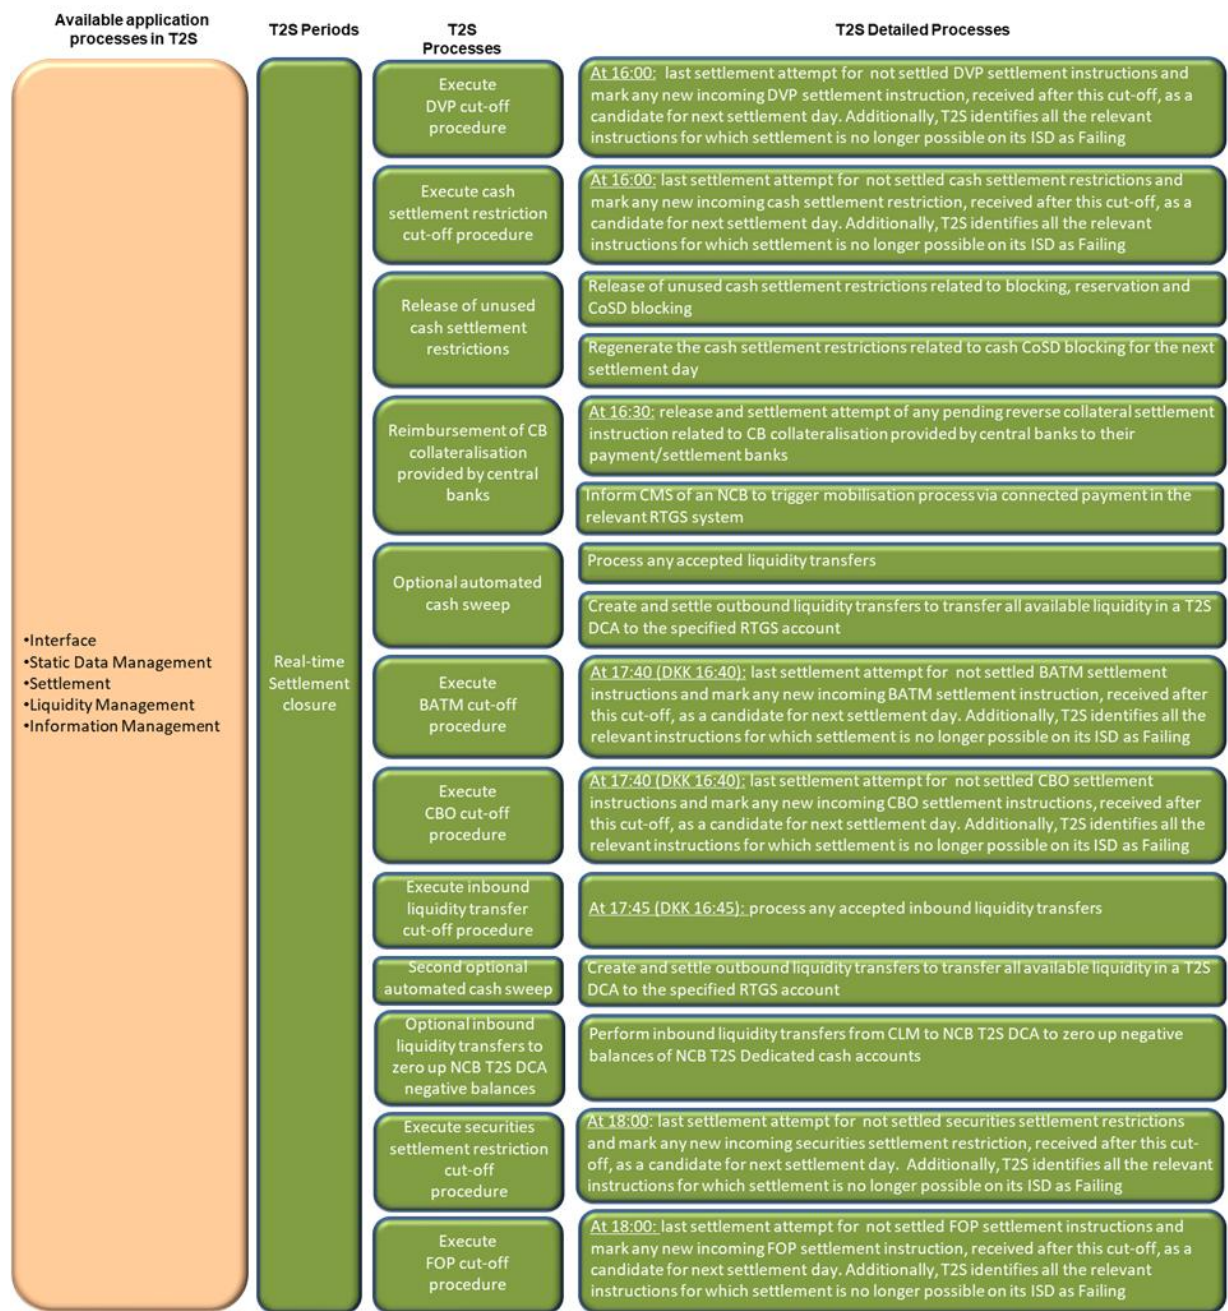 Available application
processes in T2S
T2S Periods
T2S
Processes
T2S Detailed Processes
•Interface
•Static Data Management
•Settlement
•Liquidity Management
•Information Management
Real-time
Settlement
closure
Execute
DVP cut-off
procedure
At 16:00: last settlement attempt for not settled DVP settlement instructions and
mark any new incoming DVP settlement instruction, received after this cut-off, as a
candidate for next settlement day. Additionally, T2S identifies all the relevant
instructions for which settlement is no longer possible on its ISD as Failing
Execute cash
settlement restriction
cut-off procedure
At 16:00: last settlement attempt for not settled cash settlement restrictions and
mark any new incoming cash settlement restriction, received after this cut-off, as a
candidate for next settlement day. Additionally, T2S identifies all the relevant
instructions for which settlement is no longer possible on its ISD as Failing
Release of unused
cash settlement
restrictions
Release of unused cash settlement restrictions related to blocking, reservation and
CoSD blocking
Regenerate the cash settlement restrictions related to cash CoSD blocking for the next
settlement day
Reimbursement of CB
collateralisation
provided by central
banks
At 16:30: release and settlement attempt of any pending reverse collateral settlement
instruction related to CB collateralisation provided by central banks to their
payment/settlement banks
Inform CMS of an NCB to trigger mobilisation process via connected payment in the
relevant RTGS system
Optional automated
cash sweep
Process any accepted liquidity transfers
Create and settle outbound liquidity transfers to transfer all available liquidity in a T2S
DCA to the specified RTGS account
Execute
BATM cut-off
procedure
At 17:40 (DKK 16:40): last settlement attempt for not settled BATM settlement
instructions and mark any new incoming BATM settlement instruction, received after
this cut-off, as a candidate for next settlement day. Additionally, T2S identifies all the
relevant instructions for which settlement is no longer possible on its ISD as Failing
Execute
CBO cut-off
procedure
At 17:40 (DKK 16:40): last settlement attempt for not settled CBO settlement
instructions and mark any new incoming CBO settlement instructions, received after
this cut-off, as a candidate for next settlement day. Additionally, T2S identifies all the
relevant instructions for which settlement is no longer possible on its ISD as Failing
Execute inbound
liquidity transfer
cut-off procedure
At 17:45 (DKK 16:45): process any accepted inbound liquidity transfers
Second optional
automated cash sweep
Create and settle outbound liquidity transfers to transfer all available liquidity in a T2S
DCA to the specified RTGS account
Optional inbound
liquidity transfers to
zero up NCB T2S DCA
negative balances
Perform inbound liquidity transfers from CLM to NCB T2S DCA to zero up negative
balances of NCB T2S Dedicated cash accounts
Execute securities
settlement restriction
cut-off
procedure
At 18:00: last settlement attempt for not settled securities settlement restrictions
and mark any new incoming securities settlement restriction, received after this cut-
off, as a candidate for next settlement day. Additionally, T2S identifies all the relevant
instructions for which settlement is no longer possible on its ISD as Failing
Execute
FOP cut-off
procedure
At 18:00: last settlement attempt for not settled FOP settlement instructions and
mark any new incoming FOP settlement instruction, received after this cut-off, as a
candidate for next settlement day. Additionally, T2S identifies all the relevant
instructions for which settlement is no longer possible on its ISD as Failing